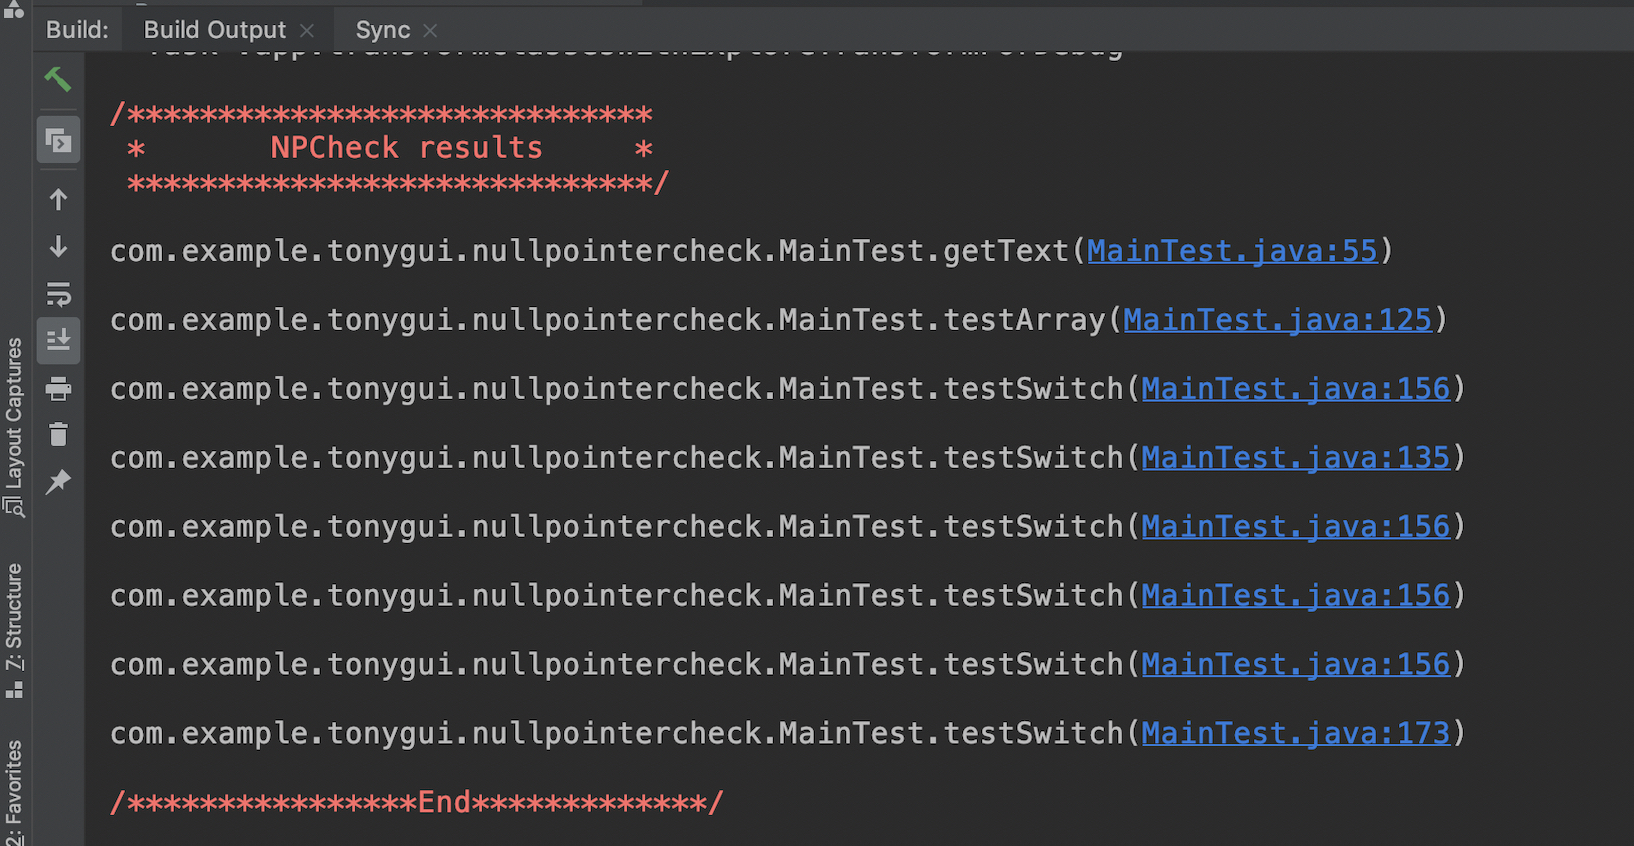 Build: Build Output × Sync ×
/*****************************
*       NPCheck results     *
*****************************/
com.example.tonygui.nullpointercheck.MainTest.getText(MainTest.java:55)
com.example.tonygui.nullpointercheck.MainTest.testArray(MainTest.java:125)
com.example.tonygui.nullpointercheck.MainTest.testSwitch(MainTest.java:156)
com.example.tonygui.nullpointercheck.MainTest.testSwitch(MainTest.java:135)
com.example.tonygui.nullpointercheck.MainTest.testSwitch(MainTest.java:156)
com.example.tonygui.nullpointercheck.MainTest.testSwitch(MainTest.java:156)
com.example.tonygui.nullpointercheck.MainTest.testSwitch(MainTest.java:156)
com.example.tonygui.nullpointercheck.MainTest.testSwitch(MainTest.java:173)
/****************End*************/
Layout Captures
7: Structure
2: Favorites